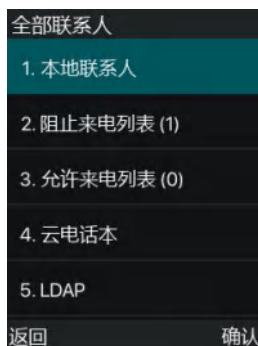 全部联系人
1. 本地联系人
2. 阻止来电列表 (1)
3. 允许来电列表 (0)
4. 云电话本
5. LDAP
返回 确认